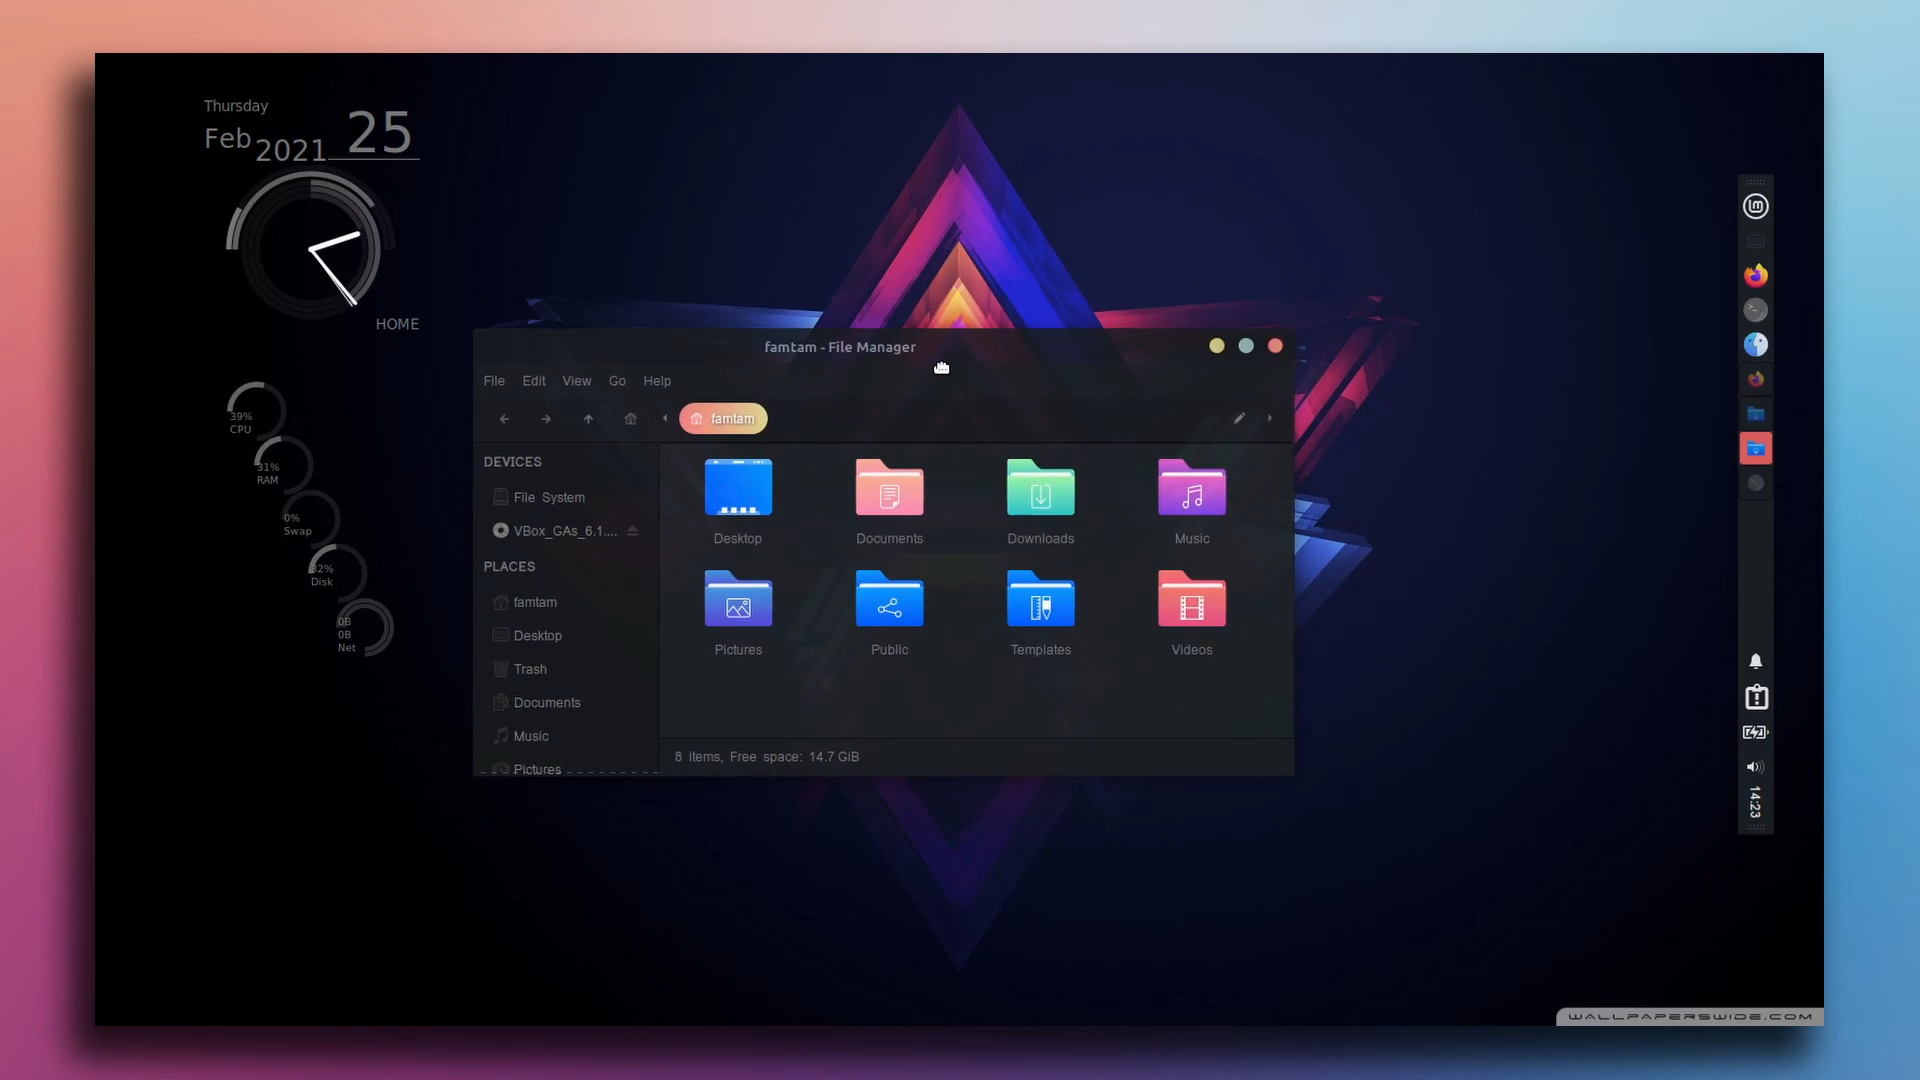 Thursday
Feb 2021 25
HOME
39%
CPU
31%
RAM
0%
Swap
32%
Disk
0B
0B
Net
famtam - File Manager
File Edit View Go Help
famtam
DEVICES
File System
VBox_GAs_6.1....
PLACES
famtam
Desktop
Trash
Documents
Music
Pictures
Desktop Documents Downloads Music
Pictures Public Templates Videos
8 items, Free space: 14.7 GiB
14:23
WALLPAPERSWIDE.COM